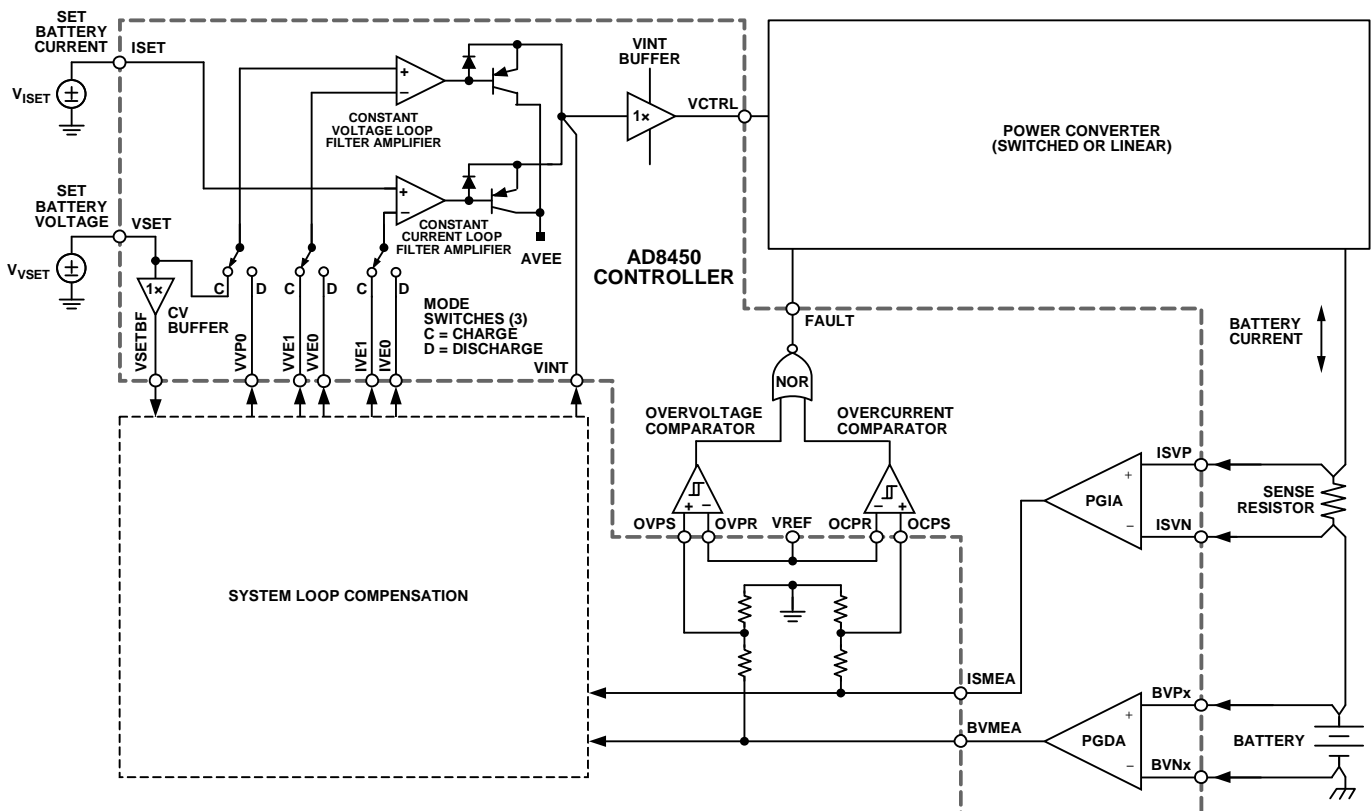 SET
BATTERY
CURRENT
ISET
VISET
SET
BATTERY
VOLTAGE
VSET
VVSET
1×
CV
BUFFER
VSETBF
C
D
VVP0
C
D
VVE1
VVE0
C
D
IVE1
IVE0
MODE
SWITCHES (3)
C = CHARGE
D = DISCHARGE
+
−
CONSTANT
VOLTAGE LOOP
FILTER AMPLIFIER
+
−
CONSTANT
CURRENT LOOP
FILTER AMPLIFIER
AVEE
VINT
VINT
BUFFER
1×
VCTRL
POWER CONVERTER
(SWITCHED OR LINEAR)
AD8450
CONTROLLER
FAULT
BATTERY
CURRENT
NOR
OVERVOLTAGE
COMPARATOR
OVERCURRENT
COMPARATOR
+ −
− +
OVPS
OVPR
VREF
OCPR
OCPS
ISVP
+
PGIA
−
ISVN
SENSE
RESISTOR
SYSTEM LOOP COMPENSATION
ISMEA
BVMEA
BVPx
+
PGDA
−
BVNx
BATTERY